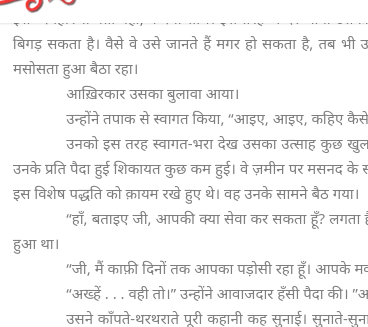 बिगड़ सकता है। वैसे वे उसे जानते हैं मगर हो सकता है, तब भी उ
मसोसता हुआ बैठा रहा।
आख़िरकार उसका बुलावा आया।
उन्होंने तपाक से स्वागत किया, “आइए, आइए, कहिए कैसे
उनको इस तरह स्वागत-भरा देख उसका उत्साह कुछ खुल
उनके प्रति पैदा हुई शिकायत कुछ कम हुई। वे ज़मीन पर मसनद के स
इस विशेष पद्धति को क़ायम रखे हुए थे। वह उनके सामने बैठ गया।
“हाँ, बताइए जी, आपकी क्या सेवा कर सकता हूँ? लगता है
हुआ था।
“जी, मैं काफ़ी दिनों तक आपका पड़ोसी रहा हूँ। आपके मक
“अख्हें . . . वही तो।” उन्होंने आवाजदार हँसी पैदा की। ”अ
उसने काँपते-थरथराते पूरी कहानी कह सुनाई। सुनाते-सुना